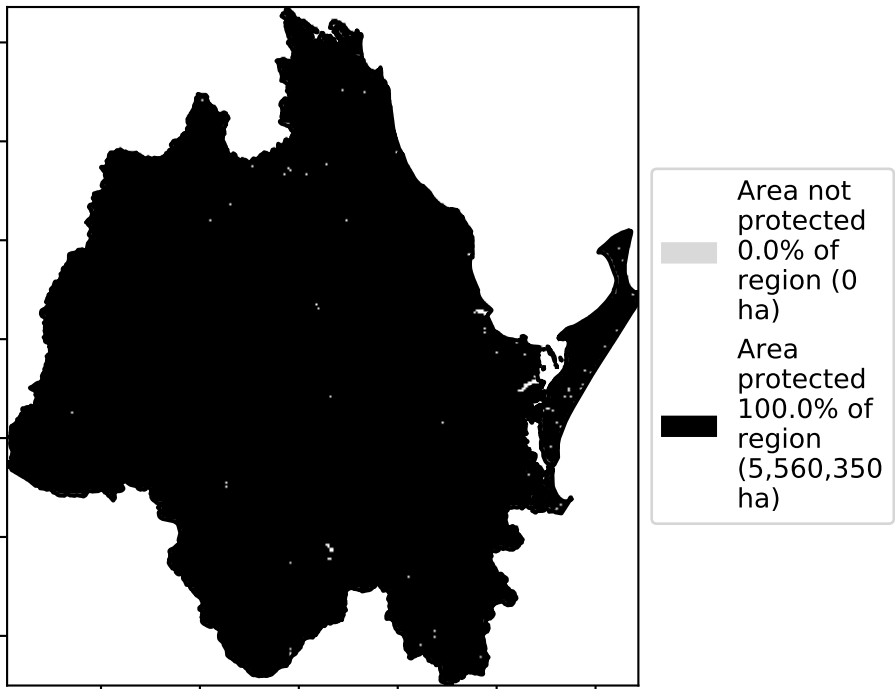 Area not
protected
0.0% of
region (0
ha)
Area
protected
100.0% of
region
(5,560,350
ha)